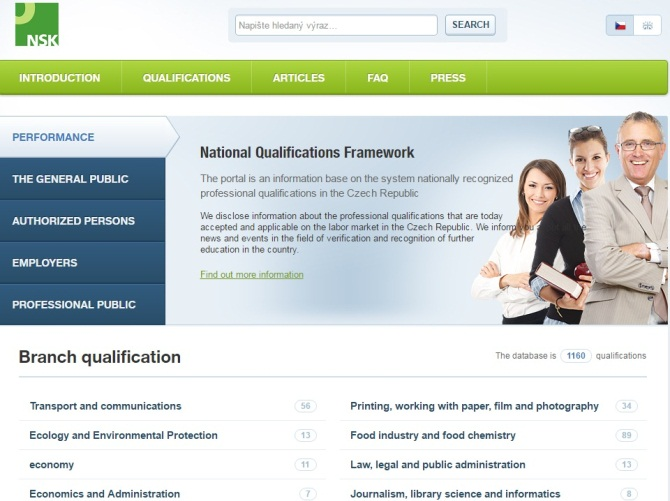 NSK
Napište hledaný výraz...
SEARCH
INTRODUCTION
QUALIFICATIONS
ARTICLES
FAQ
PRESS
PERFORMANCE
THE GENERAL PUBLIC
AUTHORIZED PERSONS
EMPLOYERS
PROFESSIONAL PUBLIC
National Qualifications Framework
The portal is an information base on the system nationally recognized
professional qualifications in the Czech Republic
We disclose information about the professional qualifications that are today
accepted and applicable on the labor market in the Czech Republic. We inform
news and events in the field of verification and recognition of further
education in the country.
Find out more information
Branch qualification
The database is 1160 qualifications
Transport and communications 56
Printing, working with paper, film and photography 34
Ecology and Environmental Protection 13
Food industry and food chemistry 89
economy 11
Law, legal and public administration 13
Economics and Administration 7
Journalism, library science and informatics 8